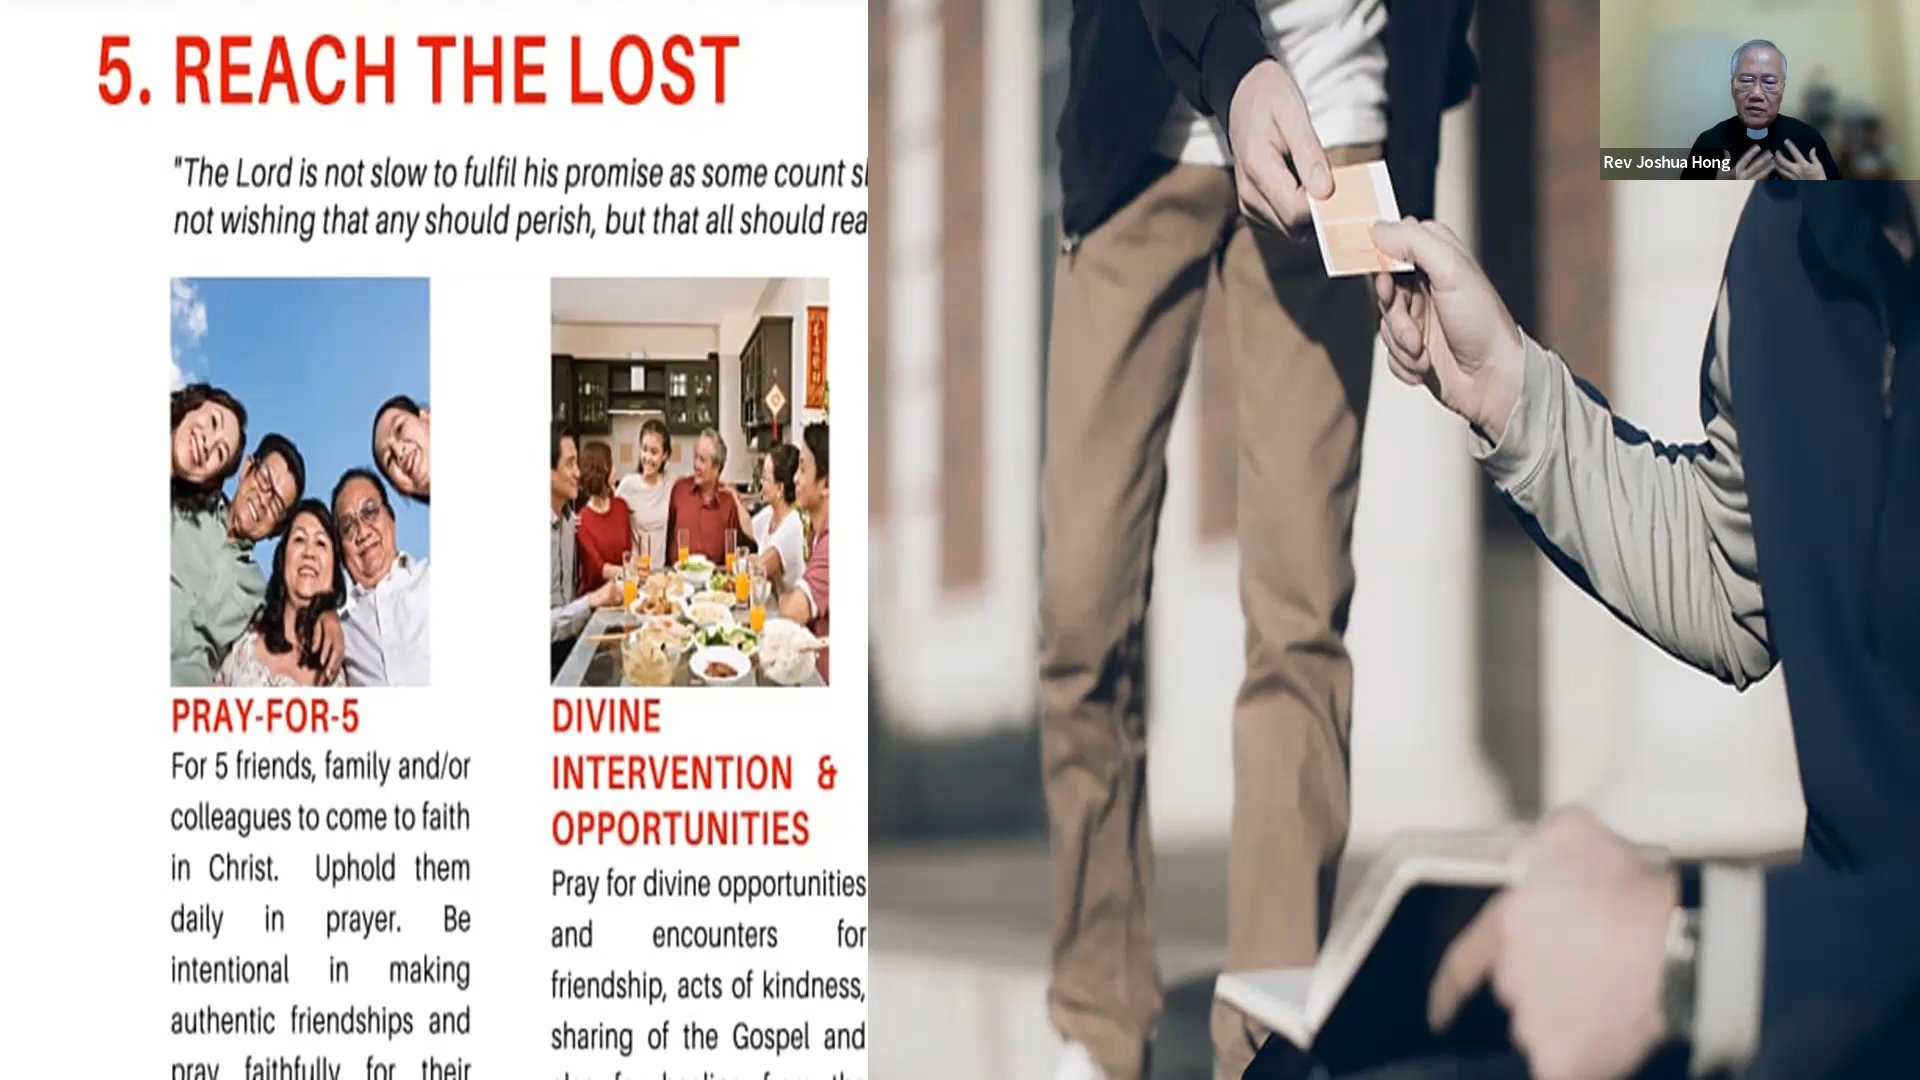 5. REACH THE LOST
"The Lord is not slow to fulfil his promise as some count
not wishing that any should perish, but that all should
Rev Joshua Hong
PRAY-FOR-5
For 5 friends, family and/or
colleagues to come to faith
in Christ. Uphold them
daily in prayer. Be
intentional in making
authentic friendships and
pray faithfully for their
DIVINE
INTERVENTION &
OPPORTUNITIES
Pray for divine opportunities
and encounters for
friendship, acts of kindness,
sharing of the Gospel and